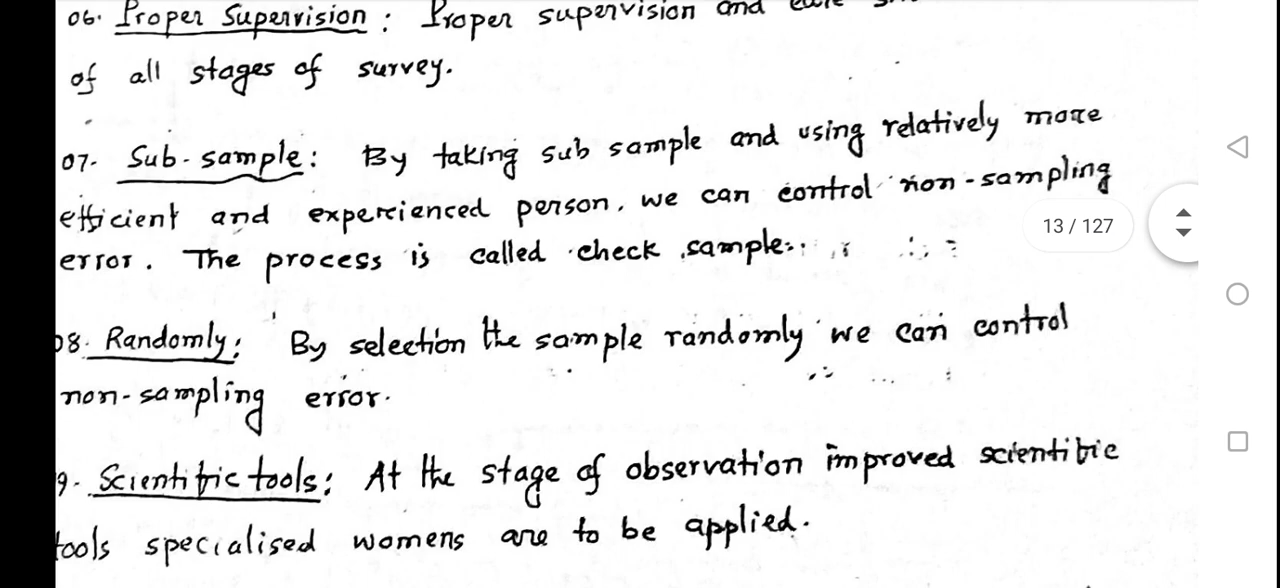 06. Proper Supervision : Proper supervision and
of all stages of survey.
07. Sub-sample: By taking sub sample and using relatively more
efficient and experienced person, we can control non-sampling
error. The process is called check sample.
13 / 127
08. Randomly: By selection the sample randomly we can control
non-sampling error.
9. Scientific tools: At the stage of observation improved scientific
tools specialised womens are to be applied.